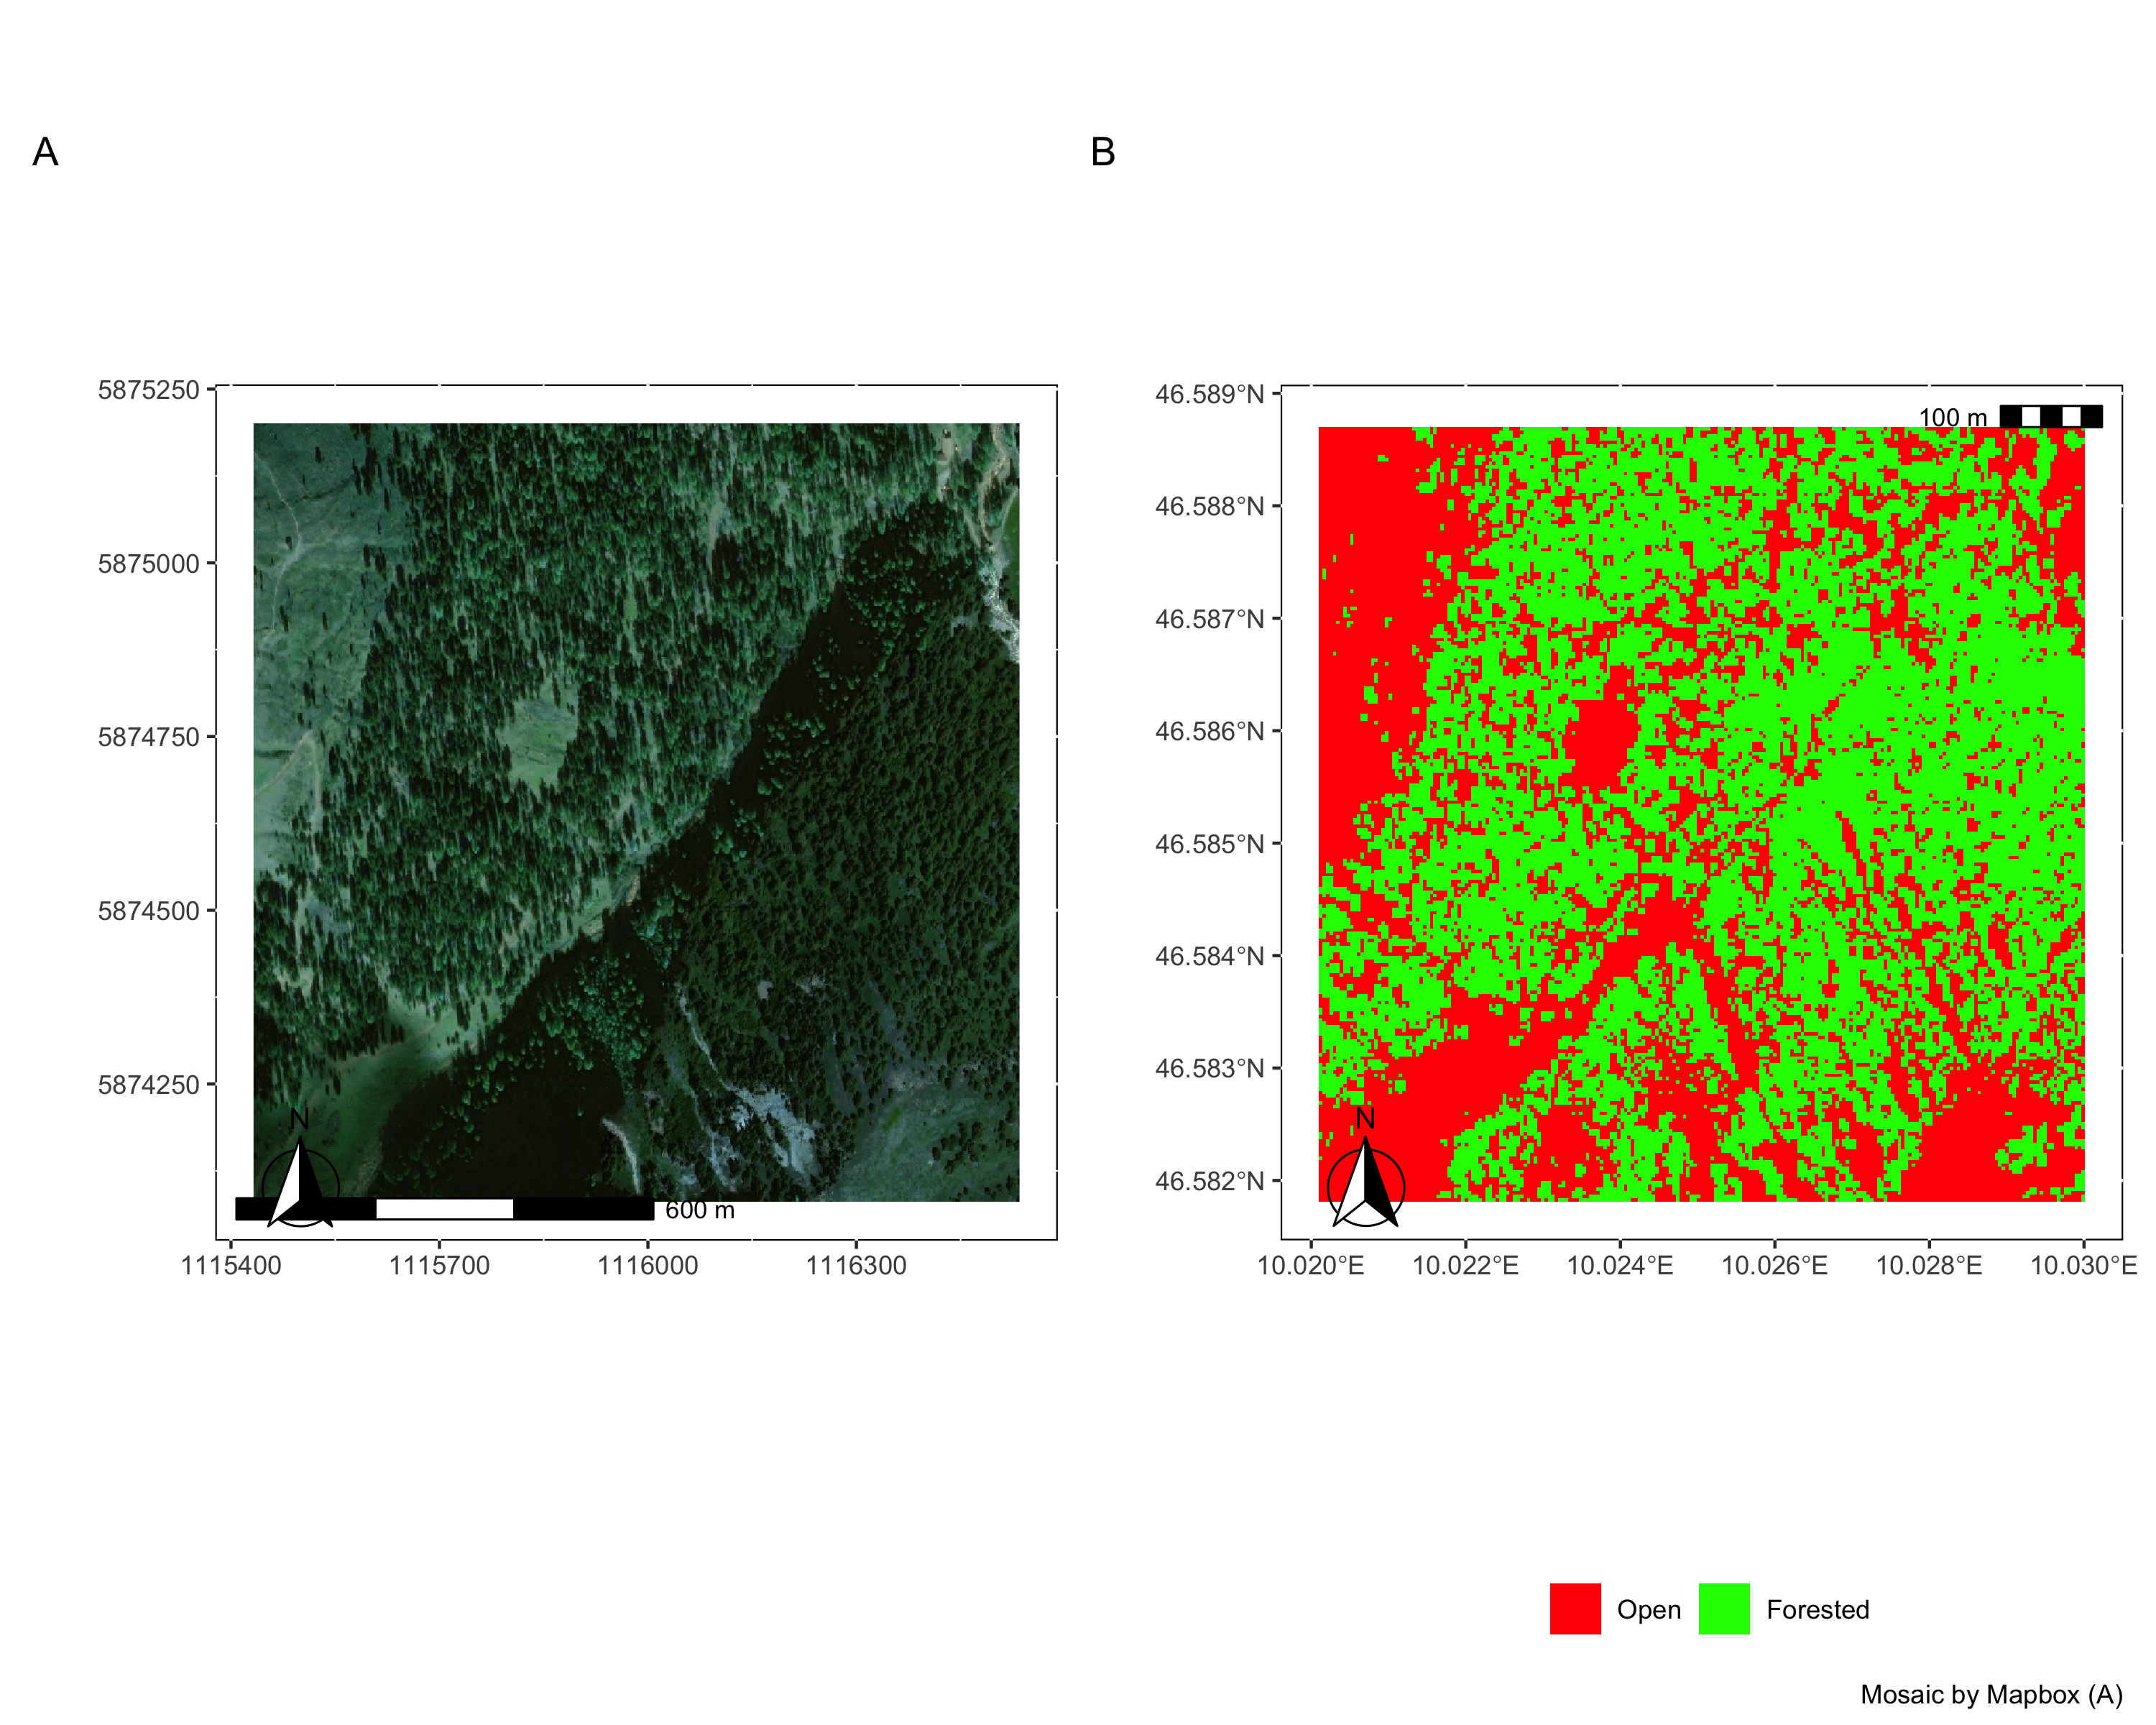 A
B
5875250
5875000
5874750
5874500
5874250
N
600 m
1115400 1115700 1116000 1116300
100 m
46.589°N
46.588°N
46.587°N
46.586°N
46.585°N
46.584°N
46.583°N
46.582°N
N
10.020°E 10.022°E 10.024°E 10.026°E 10.028°E 10.030°E
Open Forested
Mosaic by Mapbox (A)